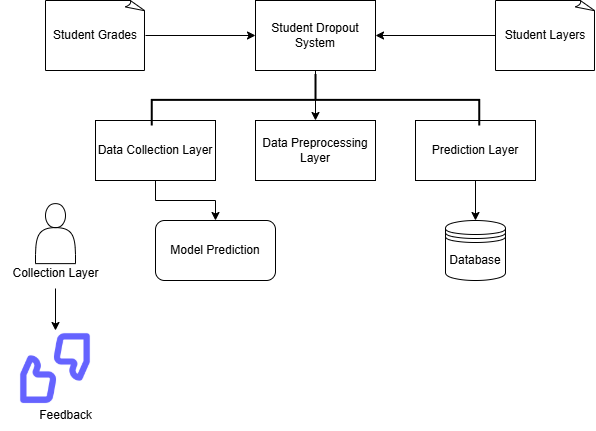 Student Grades
Student Dropout
System
Student Layers
Data Collection Layer
Data Preprocessing
Layer
Prediction Layer
Model Prediction
Database
Collection Layer
Feedback